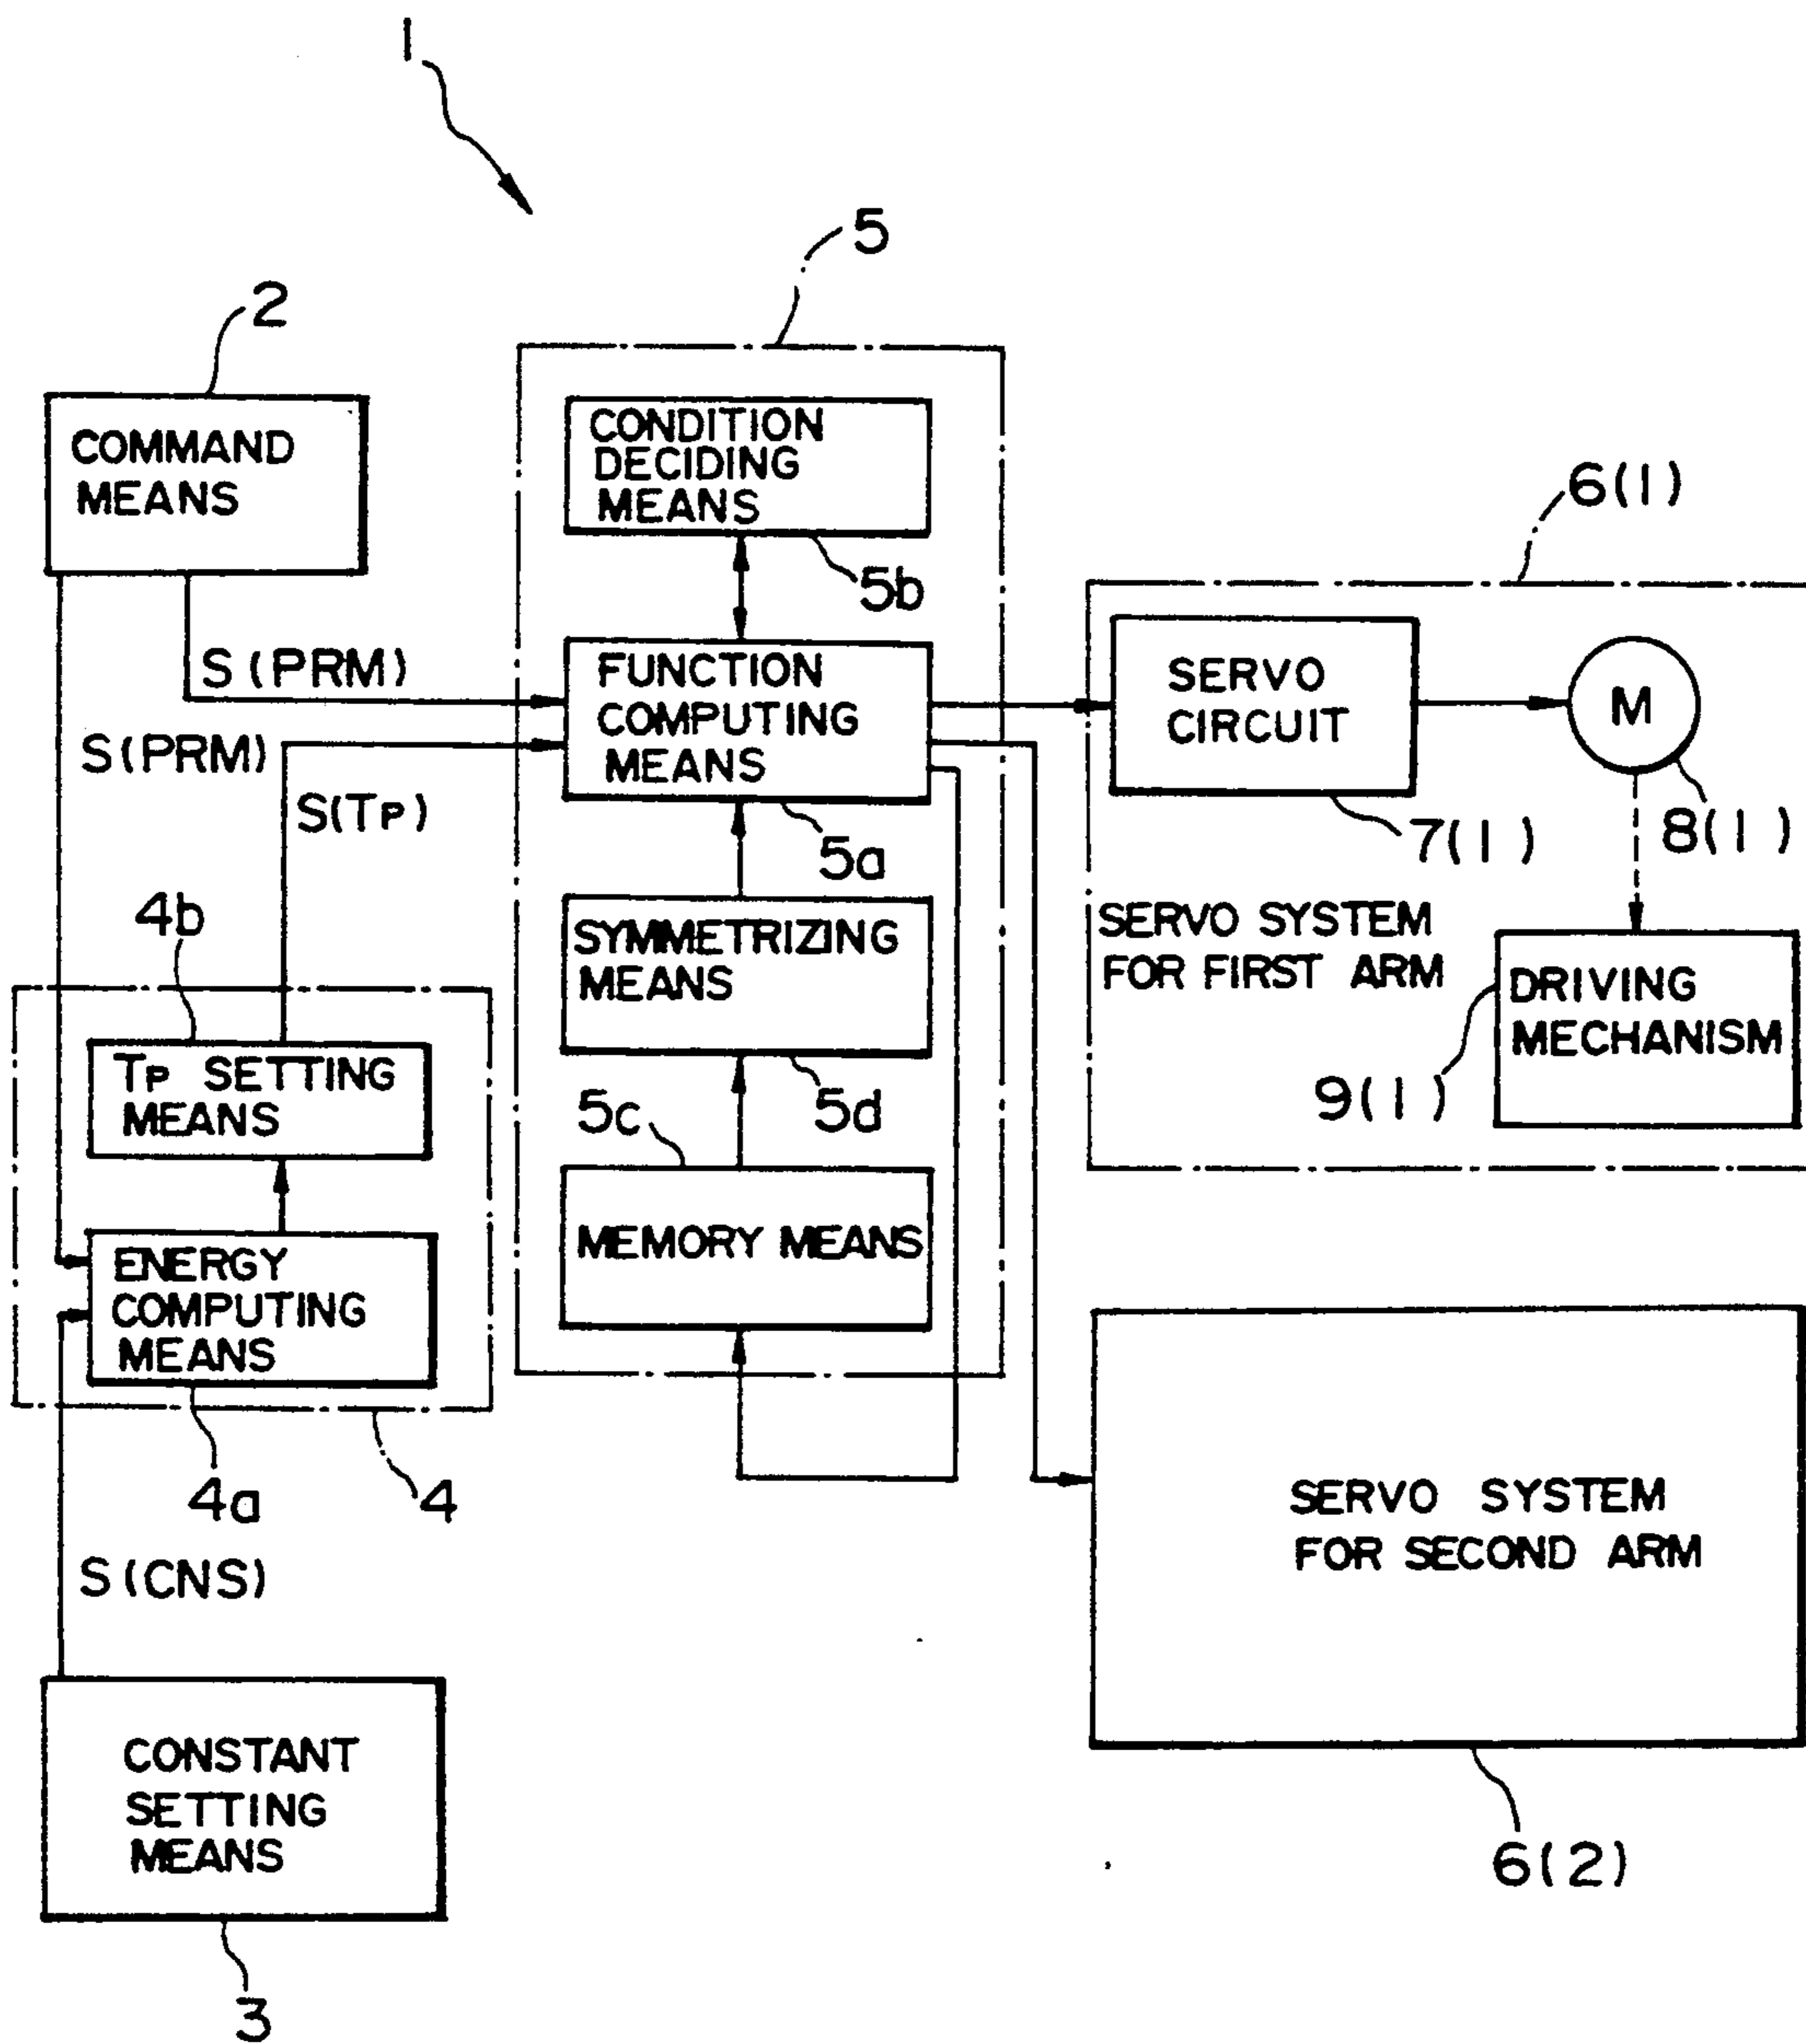 1
5
2
COMMAND
MEANS
CONDITION
DECIDING
MEANS
5b
6(1)
S(PRM)
FUNCTION
COMPUTING
MEANS
5a
SERVO
CIRCUIT
M
7(1)
8(1)
S(PRM)
S(TP)
4b
SYMMETRIZING
MEANS
5d
SERVO SYSTEM
FOR FIRST ARM
DRIVING
MECHANISM
9(1)
TP SETTING
MEANS
5c
MEMORY MEANS
ENERGY
COMPUTING
MEANS
4a
4
S(CNS)
SERVO SYSTEM
FOR SECOND ARM
6(2)
CONSTANT
SETTING
MEANS
3